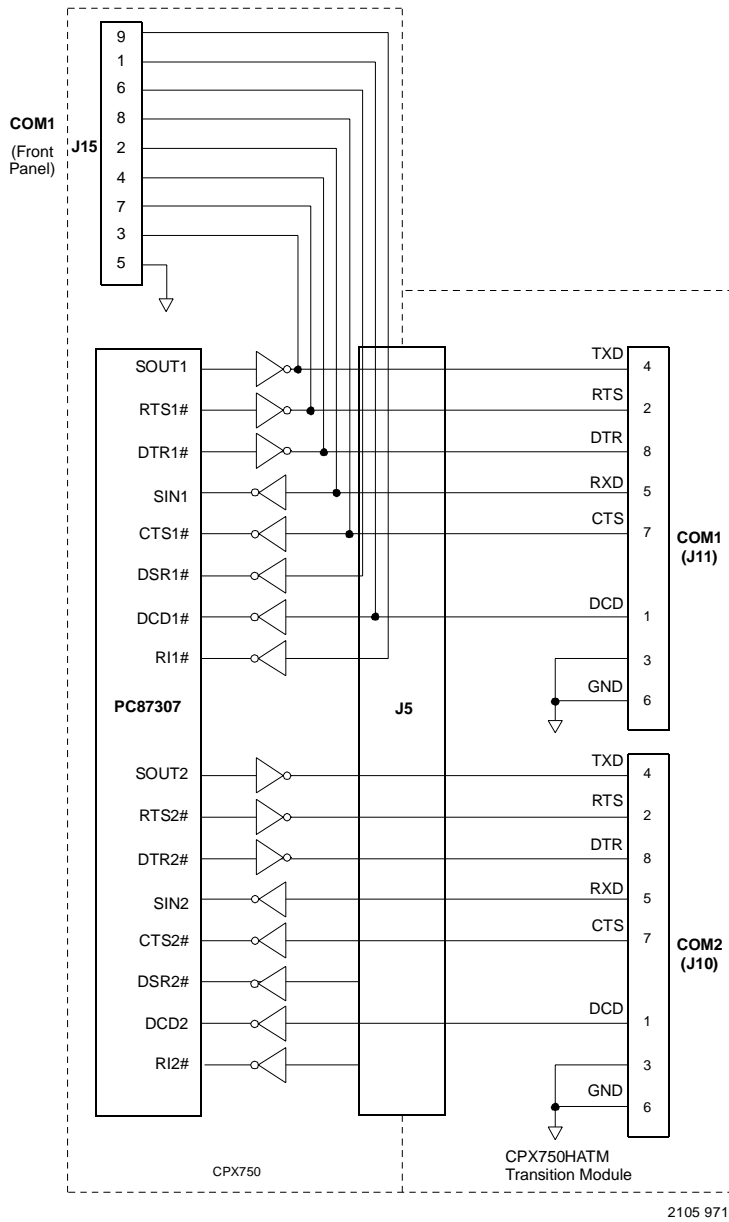 9
1
6
COM1
8
(Front
Panel)
J15
2
4
7
3
5
SOUT1
TXD
4
RTS1#
RTS
2
DTR1#
DTR
8
SIN1
RXD
5
CTS1#
CTS
7
COM1
(J11)
DSR1#
DCD1#
DCD
1
RI1#
3
PC87307
J5
GND
6
SOUT2
TXD
4
RTS2#
RTS
2
DTR2#
DTR
8
SIN2
RXD
5
CTS2#
CTS
7
COM2
(J10)
DSR2#
DCD2
DCD
1
RI2#
3
GND
6
CPX750
CPX750HATM
Transition Module
2105 971